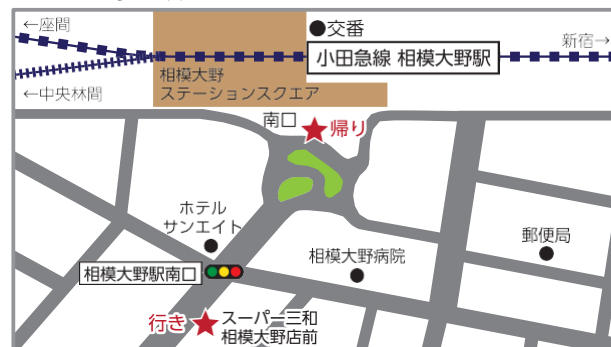 ←座間
●交番
新宿→
小田急線 相模大野駅
相模大野
ステーションスクエア
←中央林間
南口
★帰り
ホテル
サンエイト
相模大野病院
郵便局
相模大野駅南口
行き★
スーパー三和
相模大野店前